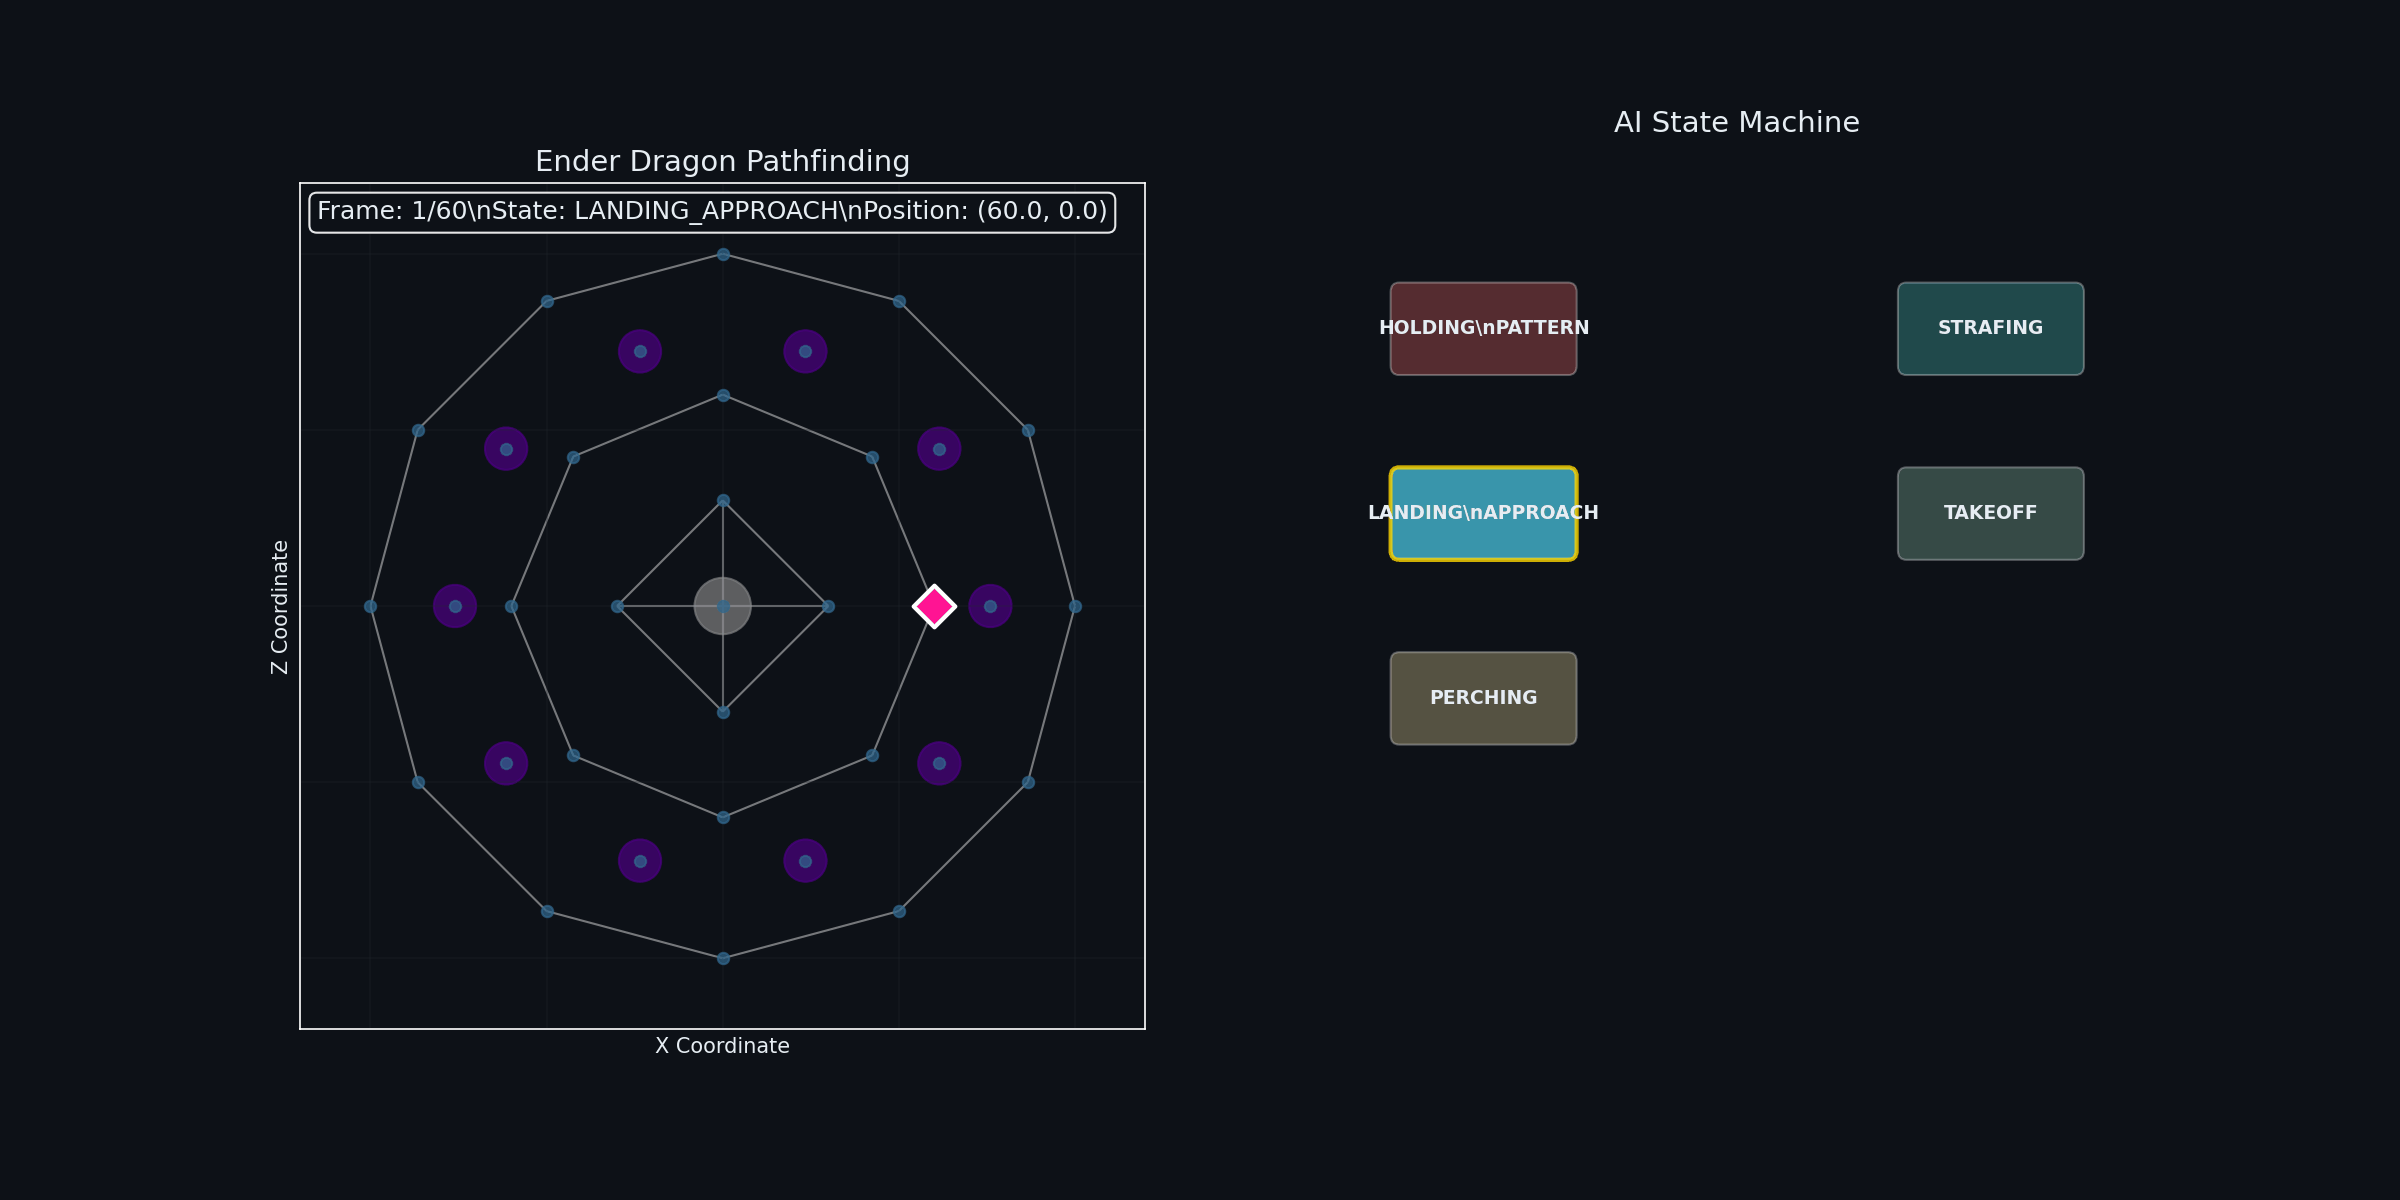 AI State Machine
Ender Dragon Pathfinding
Frame: 1/60\nState: LANDING_APPROACH\nPosition: (60.0, 0.0)
Z Coordinate
X Coordinate
HOLDING\nPATTERN
STRAFING
LANDING\nAPPROACH
TAKEOFF
PERCHING